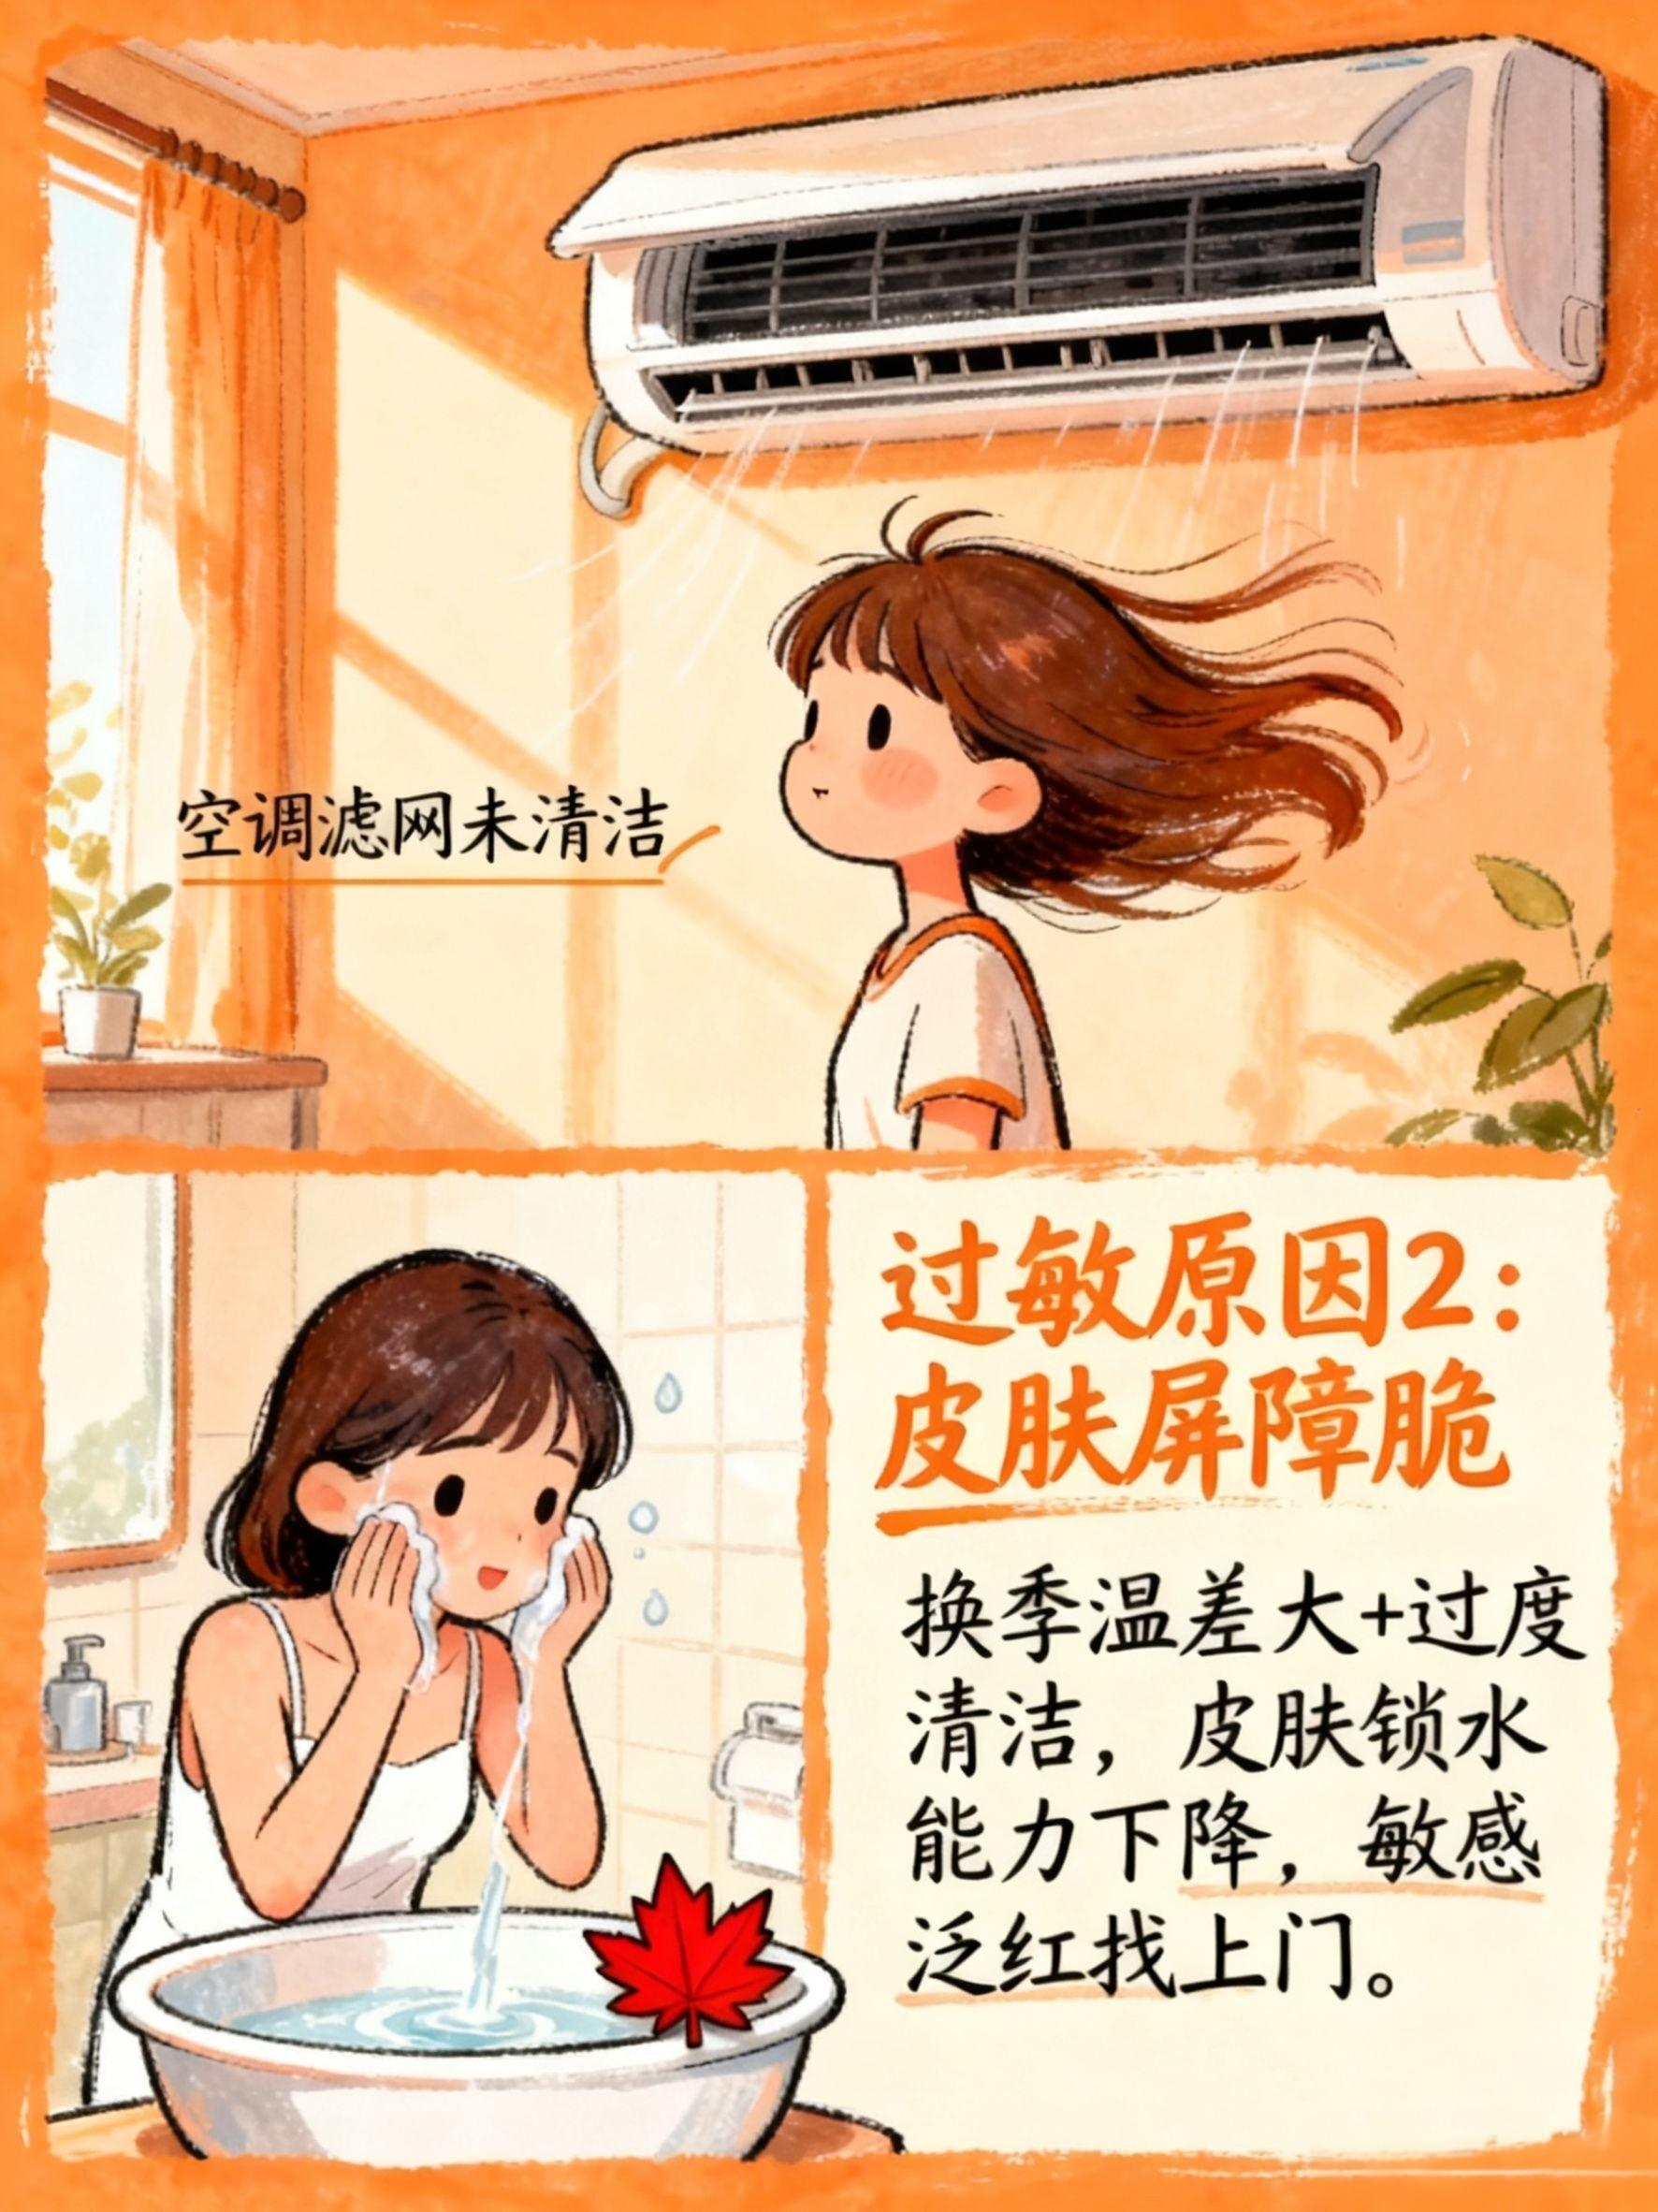 空调滤网未清洁
过敏原因2：
皮肤屏障脆
换季温差大+过度
清洁，皮肤锁水
能力下降，敏感
泛红找上门。